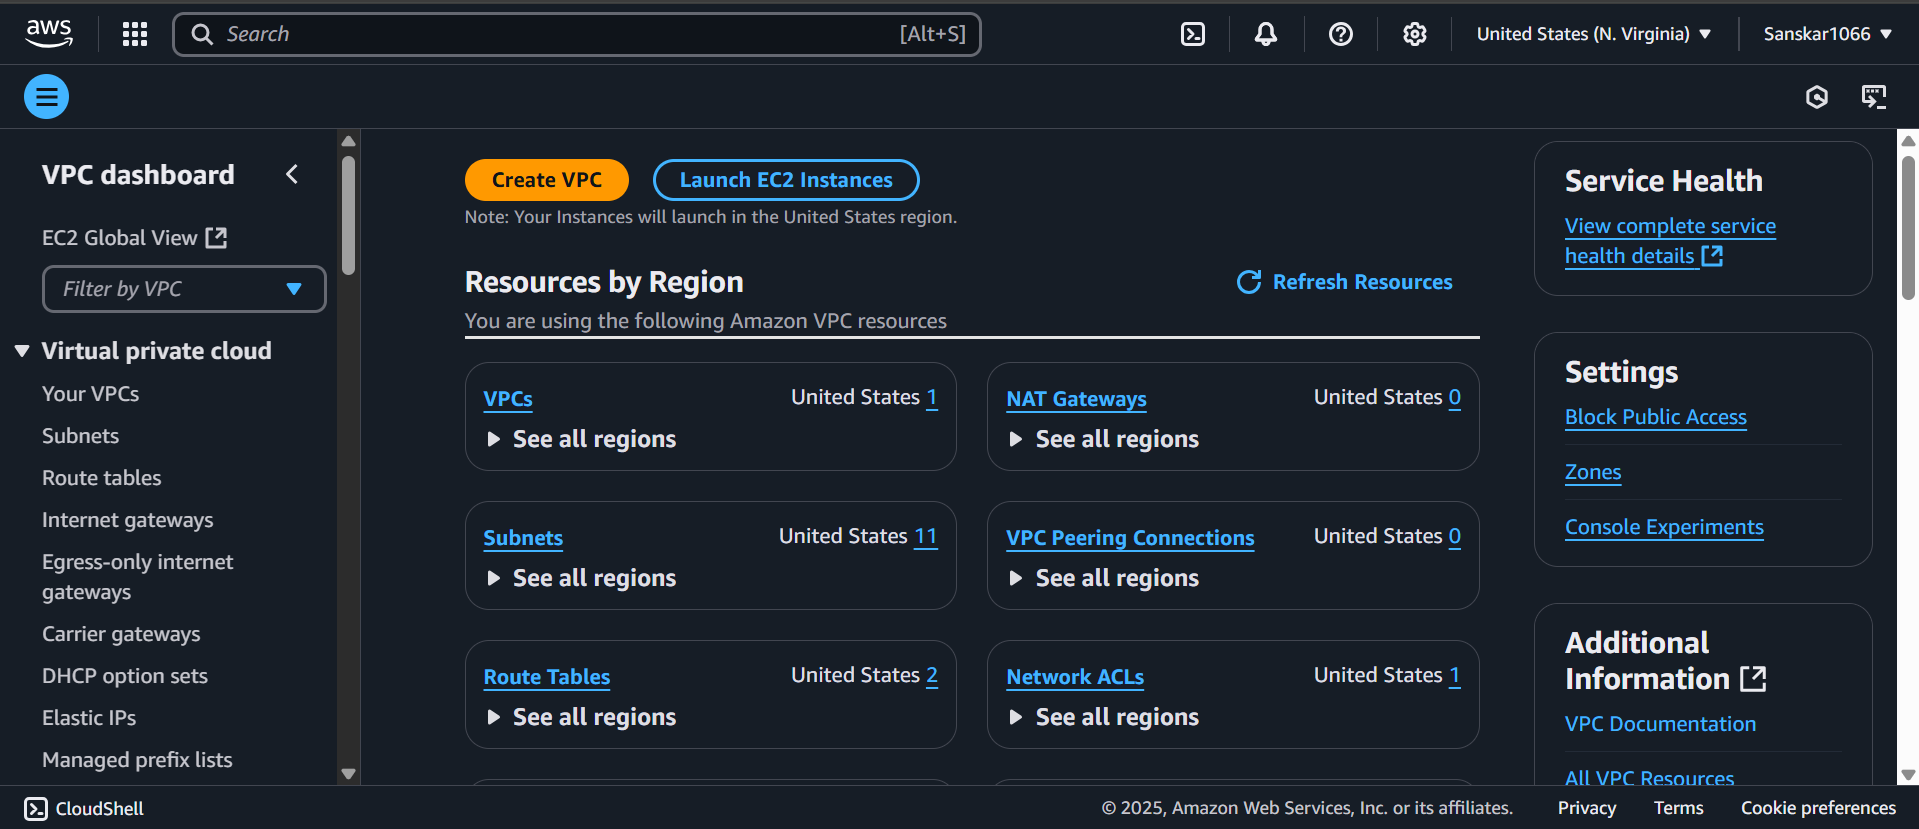 aws
Search
[Alt+S]
United States (N. Virginia)
Sanskar1066
VPC dashboard
EC2 Global View
Filter by VPC
Virtual private cloud
Your VPCs
Subnets
Route tables
Internet gateways
Egress-only internet
gateways
Carrier gateways
DHCP option sets
Elastic IPs
Managed prefix lists
Create VPC
Launch EC2 Instances
Note: Your Instances will launch in the United States region.
Resources by Region
Refresh Resources
You are using the following Amazon VPC resources
VPCs
United States 1
See all regions
NAT Gateways
United States 0
See all regions
Subnets
United States 11
See all regions
VPC Peering Connections
United States 0
See all regions
Route Tables
United States 2
See all regions
Network ACLs
United States 1
See all regions
Service Health
View complete service
health details
Settings
Block Public Access
Zones
Console Experiments
Additional
Information
VPC Documentation
All VPC Resources
CloudShell
© 2025, Amazon Web Services, Inc. or its affiliates.
Privacy
Terms
Cookie preferences